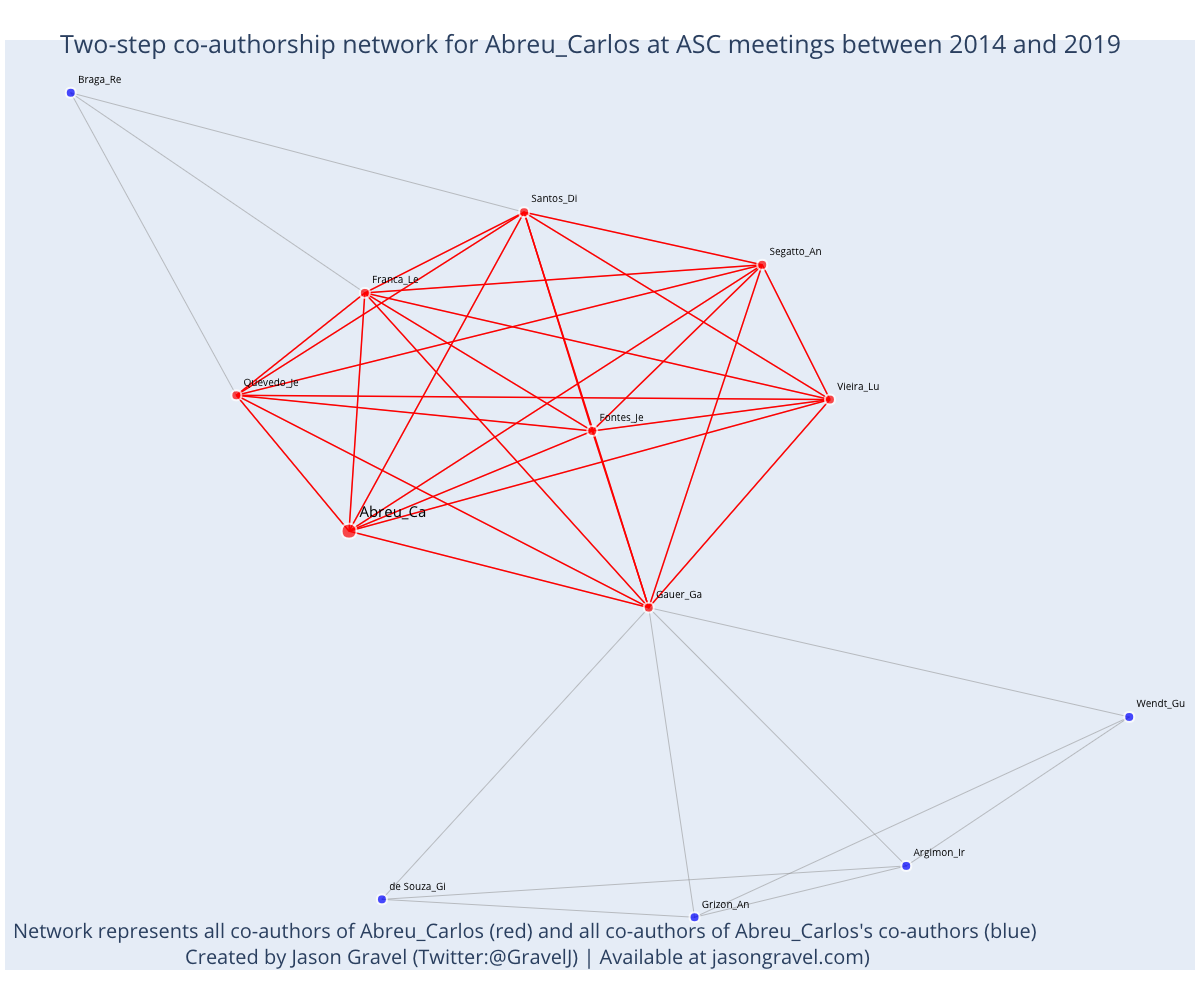 Two-step co-authorship network for Abreu_Carlos at ASC meetings between 2014 and 2019
Braga_Re
Santos_Di
Segatto_An
Franca_Le
Quevedo_Je
Vieira_Lu
Fontes_Je
Abreu_Ca
Gauer_Ga
Wendt_Gu
Argimon_Ir
de Souza_Gi
Grizon_An
Network represents all co-authors of Abreu_Carlos (red) and all co-authors of Abreu_Carlos's co-authors (blue)
Created by Jason Gravel (Twitter:@GravelJ) | Available at jasongravel.com)